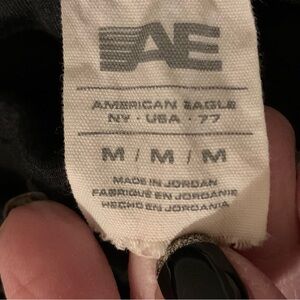 AE
AMERICAN EAGLE
NY · USA · 77
M / M / M
MADE IN JORDAN
FABRIQUÉ EN JORDANIE
HECHO EN JORDANIA